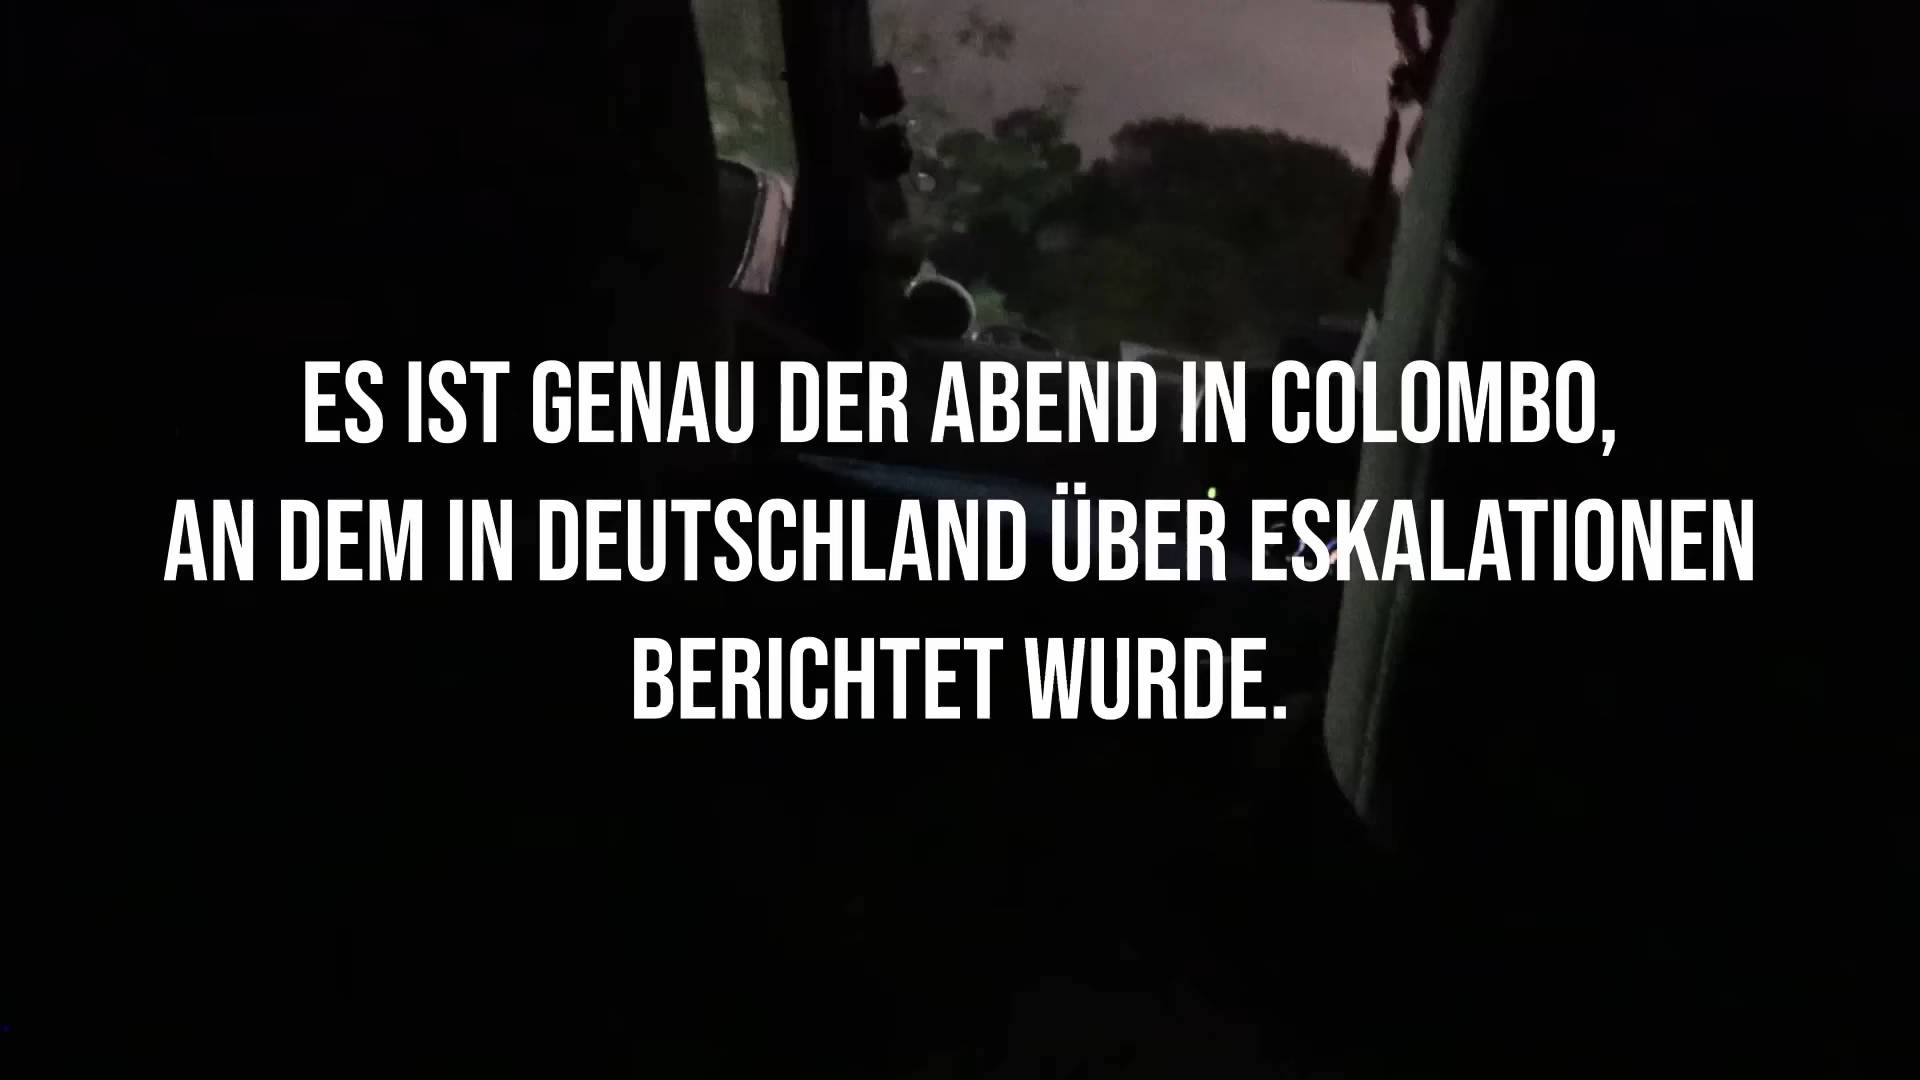 ES IST GENAU DER ABEND IN COLOMBO,
AN DEM IN DEUTSCHLAND ÜBER ESKALATIONEN
BERICHTET WURDE.